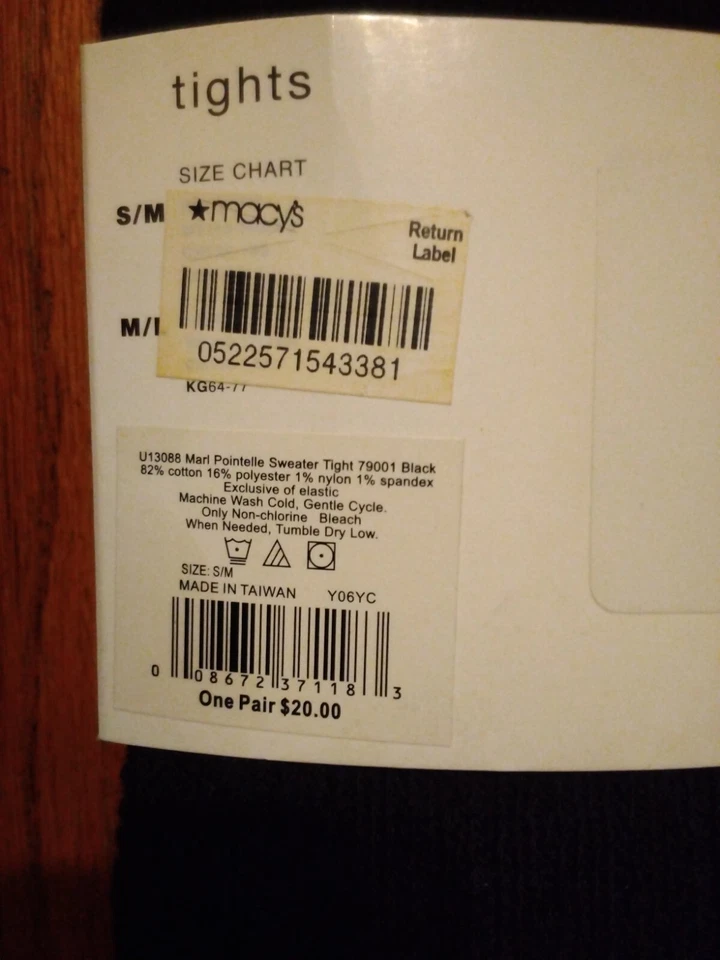 tights
SIZE CHART
S/M
★macy's
Return
Label
0522571543381
KG64-77
U13088 Marl Pointelle Sweater Tight 79001 Black
82% cotton 16% polyester 1% nylon 1% spandex
Exclusive of elastic
Machine Wash Cold, Gentle Cycle.
Only Non-chlorine Bleach
When Needed, Tumble Dry Low.
SIZE: S/M
MADE IN TAIWAN Y06YC
0 08672 37118 3
One Pair $20.00